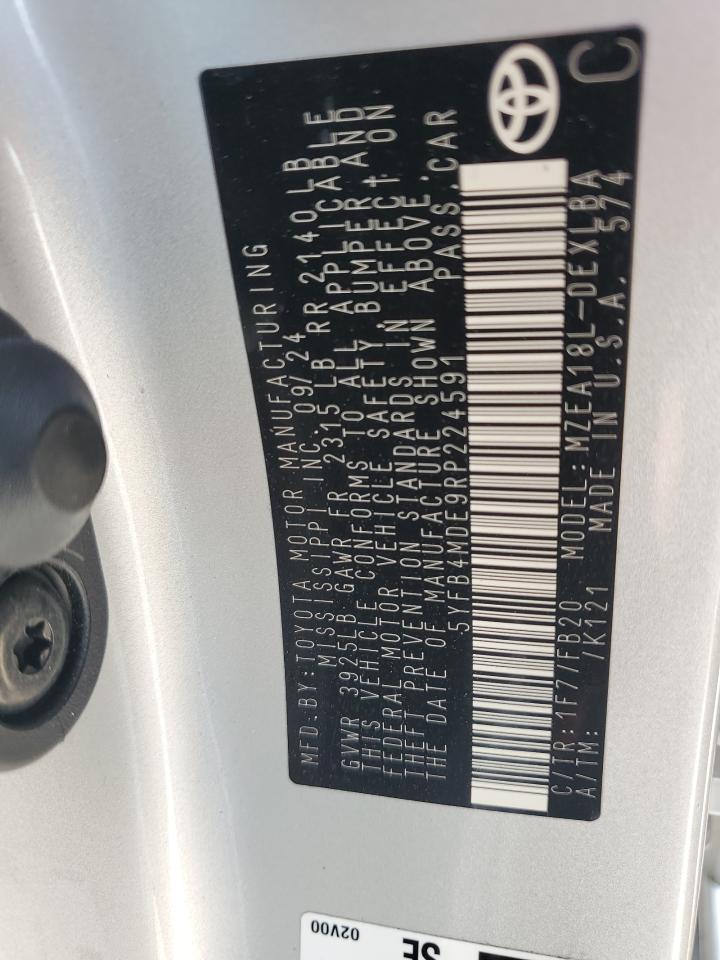 MFD.BY:TOYOTA MOTOR MANUFACTURING
MISSISSIPPI INC. 09/24
GVWR 3925LB GAWR FR 2315 LB RR 2140LB
THIS VEHICLE CONFORMS TO ALL APPLICABLE
FEDERAL MOTOR VEHICLE SAFETY BUMPER, AND
THEFT PREVENTION STANDARDS IN EFFECT ON
THE DATE OF MANUFACTURE SHOWN ABOVE.
5YFB4MDE9RP224591 PASS.CAR
C/TR:1F7/FB20 MODEL:MZEA18L-DEXLBA
A/TM: /K121 MADE IN U.S.A. 574
C
02V00
SE